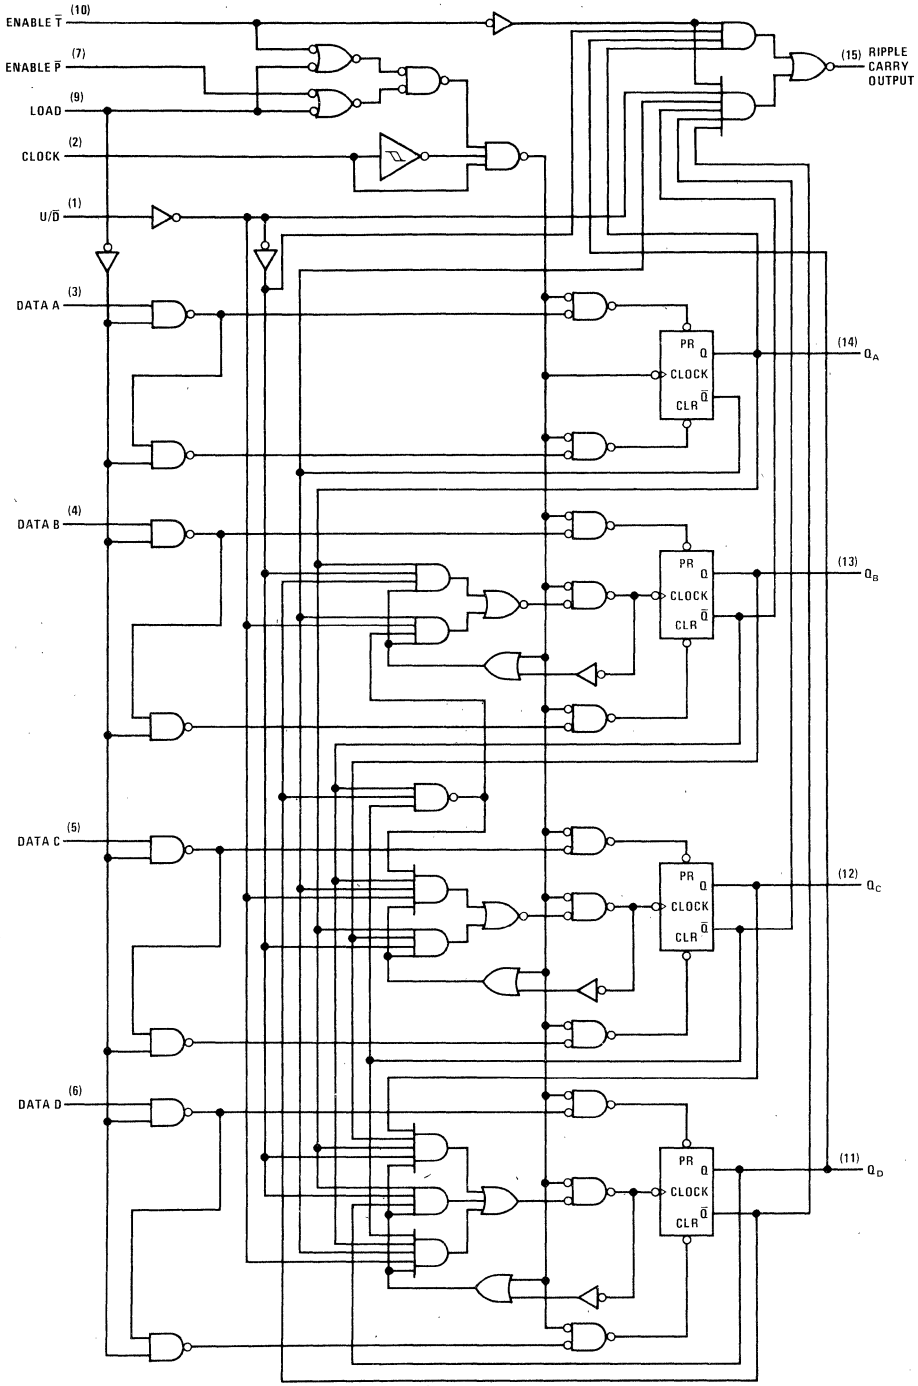 ENABLE T̅ (10)
ENABLE P̅ (7)
LOAD (9)
CLOCK (2)
U/D̅ (1)
(15) RIPPLE
CARRY
OUTPUT
DATA A (3)
PR
Q (14) QA
CLOCK
Q̅
CLR
DATA B (4)
PR
Q (13) QB
CLOCK
Q̅
CLR
DATA C (5)
PR
Q (12) QC
CLOCK
Q̅
CLR
DATA D (6)
PR
Q (11) QD
CLOCK
Q̅
CLR